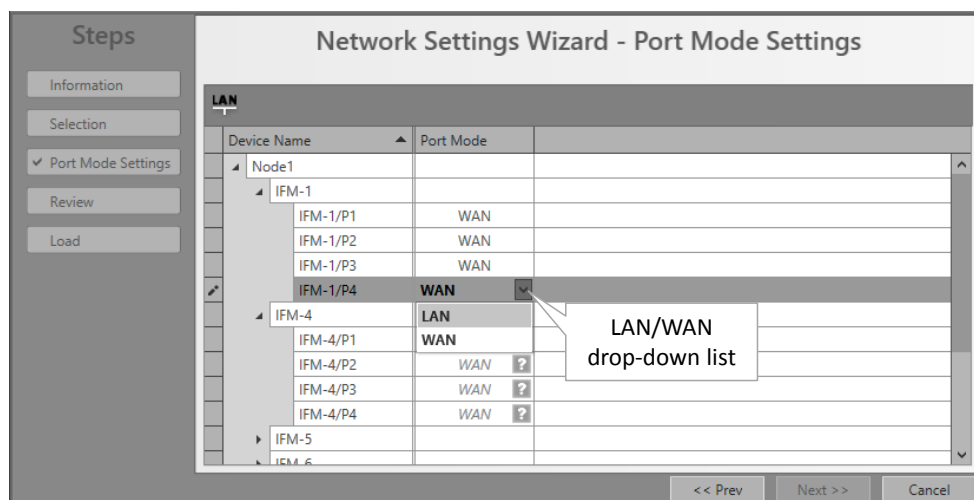 Steps
Information
Selection
Port Mode Settings
Review
Load
Network Settings Wizard - Port Mode Settings
LAN
Device Name Port Mode
Node1
IFM-1
IFM-1/P1 WAN
IFM-1/P2 WAN
IFM-1/P3 WAN
IFM-1/P4 WAN
IFM-4 LAN
IFM-4/P1 WAN
IFM-4/P2 WAN ?
IFM-4/P3 WAN ?
IFM-4/P4 WAN ?
IFM-5
IFM-6
LAN/WAN
drop-down list
<< Prev Next >> Cancel